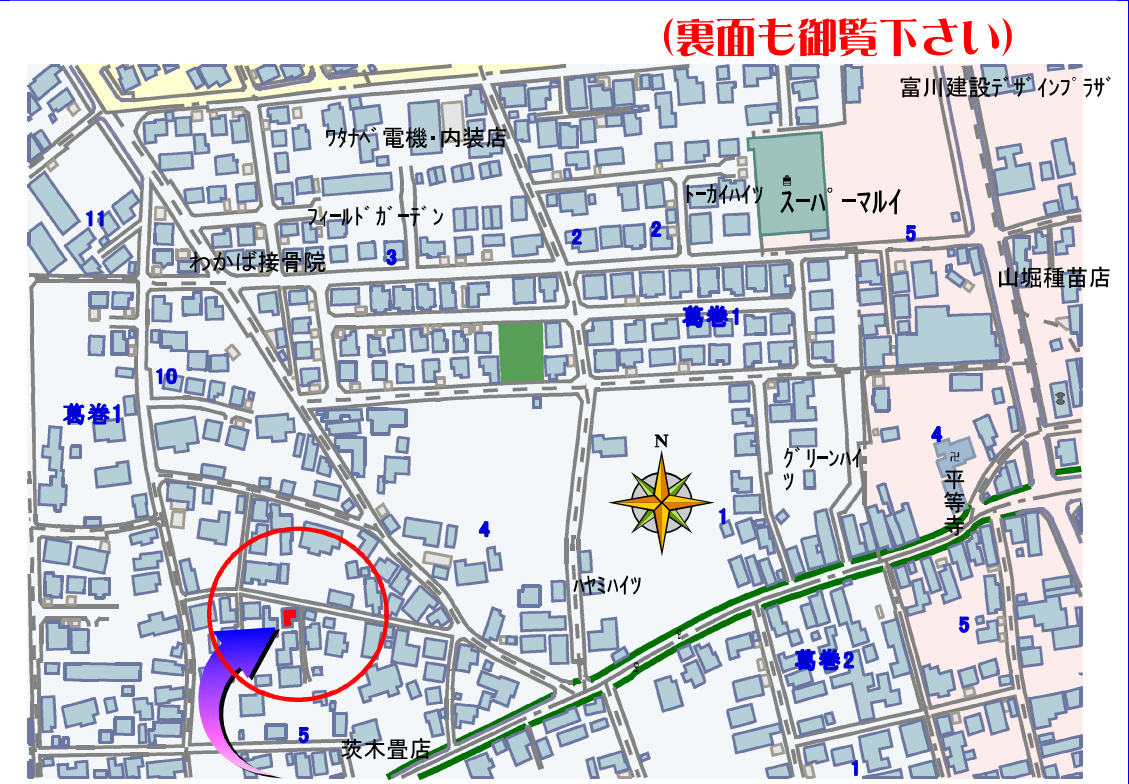 (裏面も御覧下さい)
富川建設ﾃﾞｻﾞｲﾝﾌﾟﾗｻﾞ
ﾜﾀﾅﾍﾞ電機・内装店
ﾄｰｶｲﾊｲﾂ
スーパーマルイ
11
フィールドガーデン
2
2
5
わかば接骨院
3
山堀種苗店
葛巻1
10
葛巻1
4
N
グリーンハイ
ツ
卍
平等寺
1
4
ﾊﾔﾐﾊｲﾂ
5
葛巻2
5
茨木畳店
1